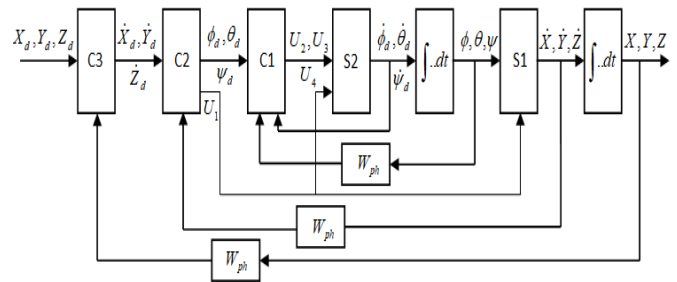 X_d, Y_d, Z_d
C3
Ẋ_d, Ẏ_d
Ż_d
C2
ϕ_d, θ_d
ψ_d
U_1
C1
U_2, U_3
U_4
S2
ϕ̇_d, θ̇_d
ψ̇_d
∫..dt
ϕ, θ, ψ
S1
Ẋ, Ẏ, Ż
∫..dt
X, Y, Z
W_ph
W_ph
W_ph